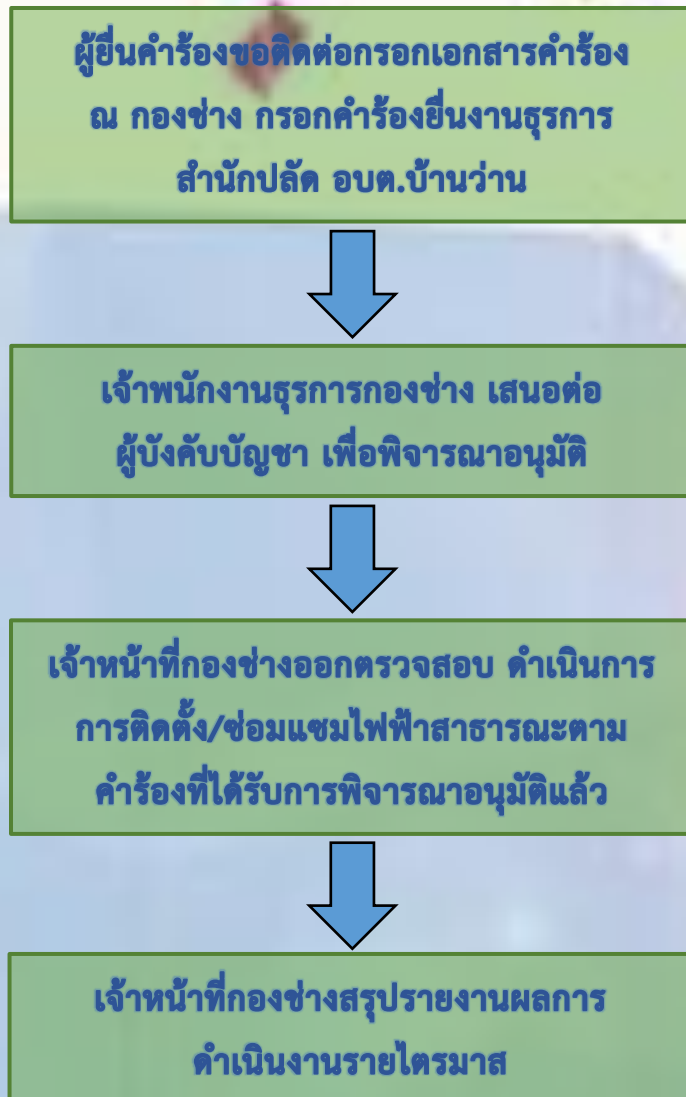 ผู้ยื่นคำร้องขอติดต่อกรอกเอกสารคำร้อง
ณ กองช่าง กรอกคำร้องยื่นงานธุรการ
สำนักปลัด อบต.บ้านว่าน
เจ้าพนักงานธุรการกองช่าง เสนอต่อ
ผู้บังคับบัญชา เพื่อพิจารณาอนุมัติ
เจ้าหน้าที่กองช่างออกตรวจสอบ ดำเนินการ
การติดตั้ง/ซ่อมแซมไฟฟ้าสาธารณะตาม
คำร้องที่ได้รับการพิจารณาอนุมัติแล้ว
เจ้าหน้าที่กองช่างสรุปรายงานผลการ
ดำเนินงานรายไตรมาส